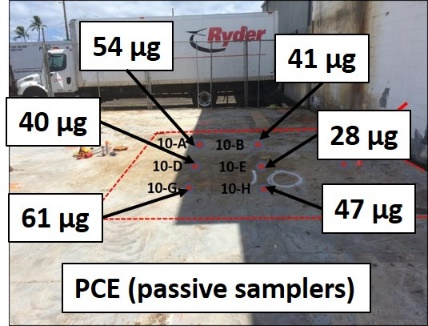 Ryder
54 µg
41 µg
40 µg
10-A 10-B
28 µg
10-D 10-E
10-G 10-H
61 µg
47 µg
PCE (passive samplers)